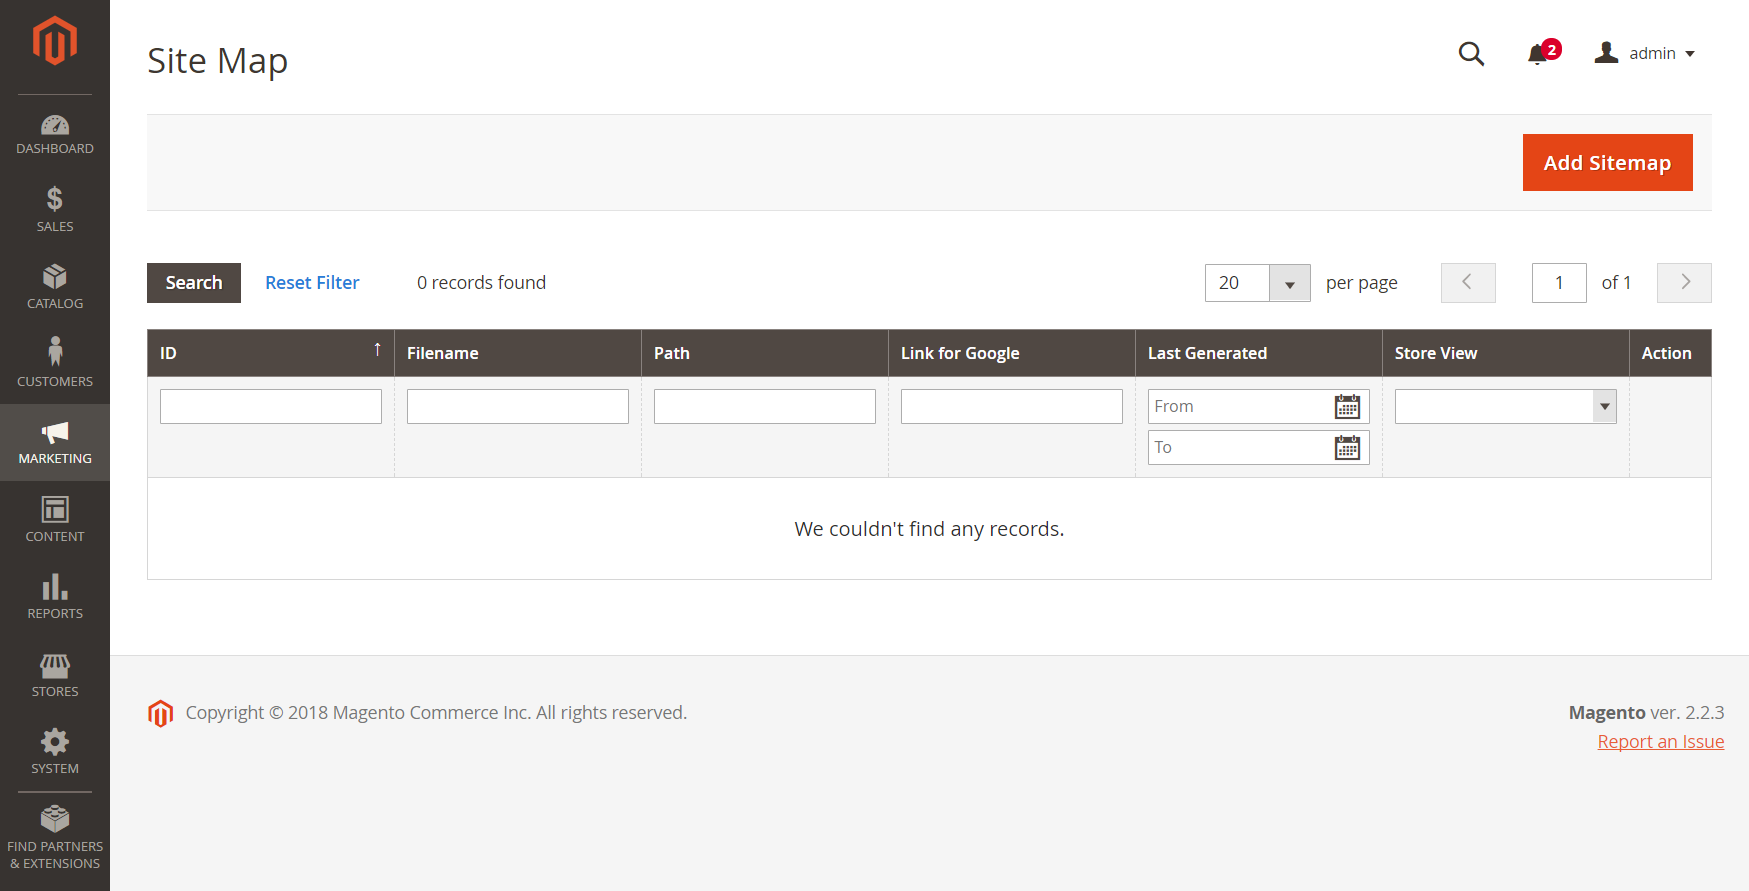 Site Map
2
admin
DASHBOARD
SALES
CATALOG
CUSTOMERS
MARKETING
CONTENT
REPORTS
STORES
SYSTEM
FIND PARTNERS
& EXTENSIONS
Add Sitemap
Search Reset Filter 0 records found 20 per page 1 of 1
ID ↑ Filename Path Link for Google Last Generated Store View Action
From
To
We couldn't find any records.
Copyright © 2018 Magento Commerce Inc. All rights reserved.
Magento ver. 2.2.3
Report an Issue